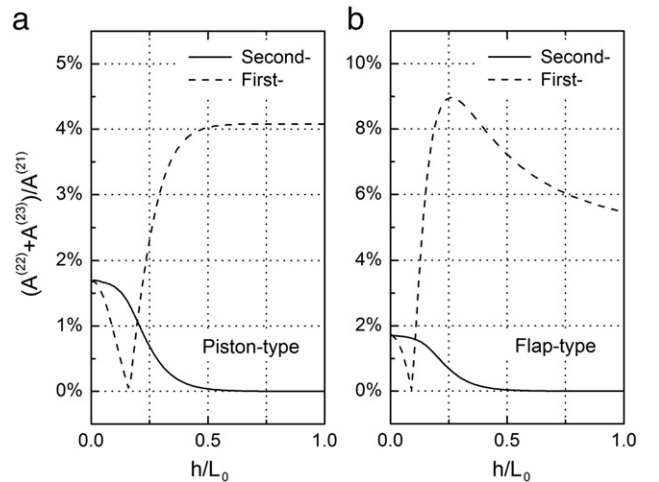 a
b
(A^(22)+A^(23))/A^(21)
5%
4%
3%
2%
1%
0%
Second-
First-
Piston-type
0.0
0.5
1.0
h/L₀
10%
8%
6%
4%
2%
0%
Second-
First-
Flap-type
0.0
0.5
1.0
h/L₀